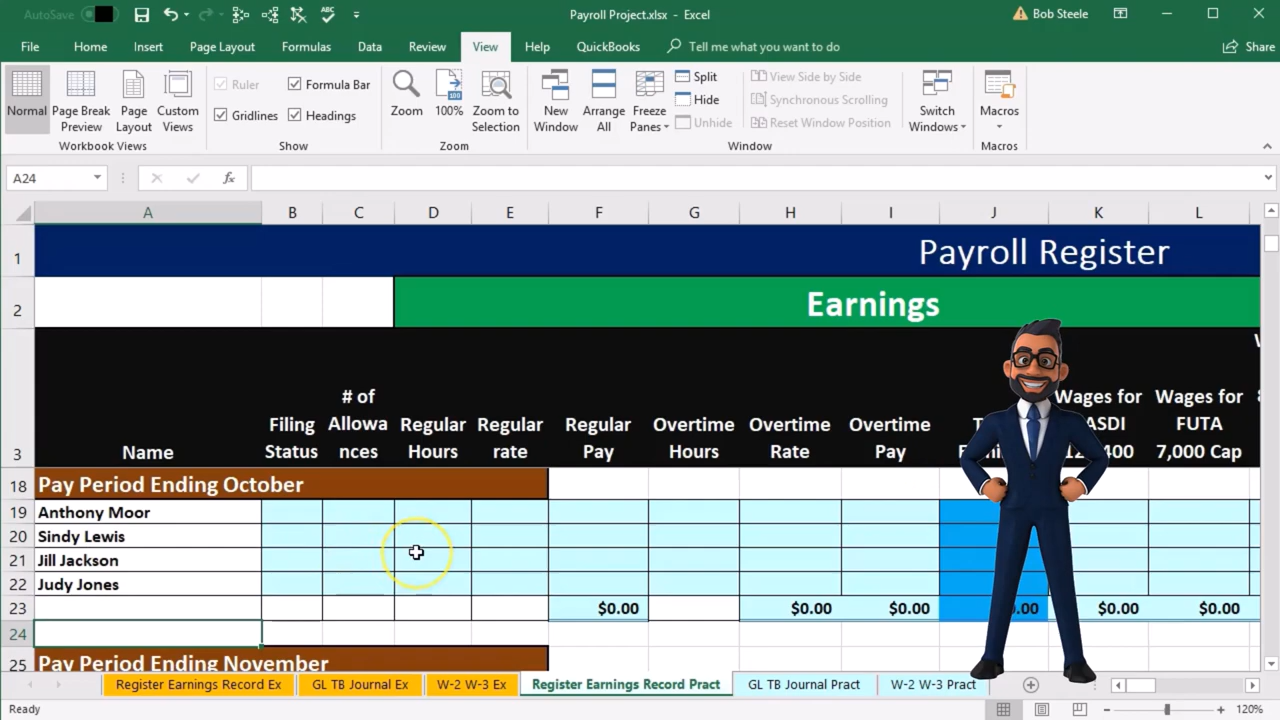 AutoSave
Payroll Project.xlsx - Excel
Bob Steele
File Home Insert Page Layout Formulas Data Review View Help QuickBooks Tell me what you want to do Share
Normal
Page Break Preview
Page Layout
Custom Views
Workbook Views
Ruler
Formula Bar
Gridlines
Headings
Show
Zoom
100%
Zoom to Selection
Zoom
New Window
Arrange All
Freeze Panes
Split
Hide
Unhide
View Side by Side
Synchronous Scrolling
Reset Window Position
Window
Switch Windows
Macros
Macros
A24
fx
A B C D E F G H I J K L
1 Payroll Register
2 Earnings
3 Name
Filing Status
# of Allowa nces
Regular Hours
Regular rate
Regular Pay
Overtime Hours
Overtime Rate
Overtime Pay
Wages for
Wages for FUTA 7,000 Cap
18 Pay Period Ending October
19 Anthony Moor
20 Sindy Lewis
21 Jill Jackson
22 Judy Jones
23 $0.00 $0.00 $0.00 $0.00 $0.00
24
25 Pay Period Ending November
Register Earnings Record Ex GL TB Journal Ex W-2 W-3 Ex Register Earnings Record Pract GL TB Journal Pract W-2 W-3 Pract
Ready
120%